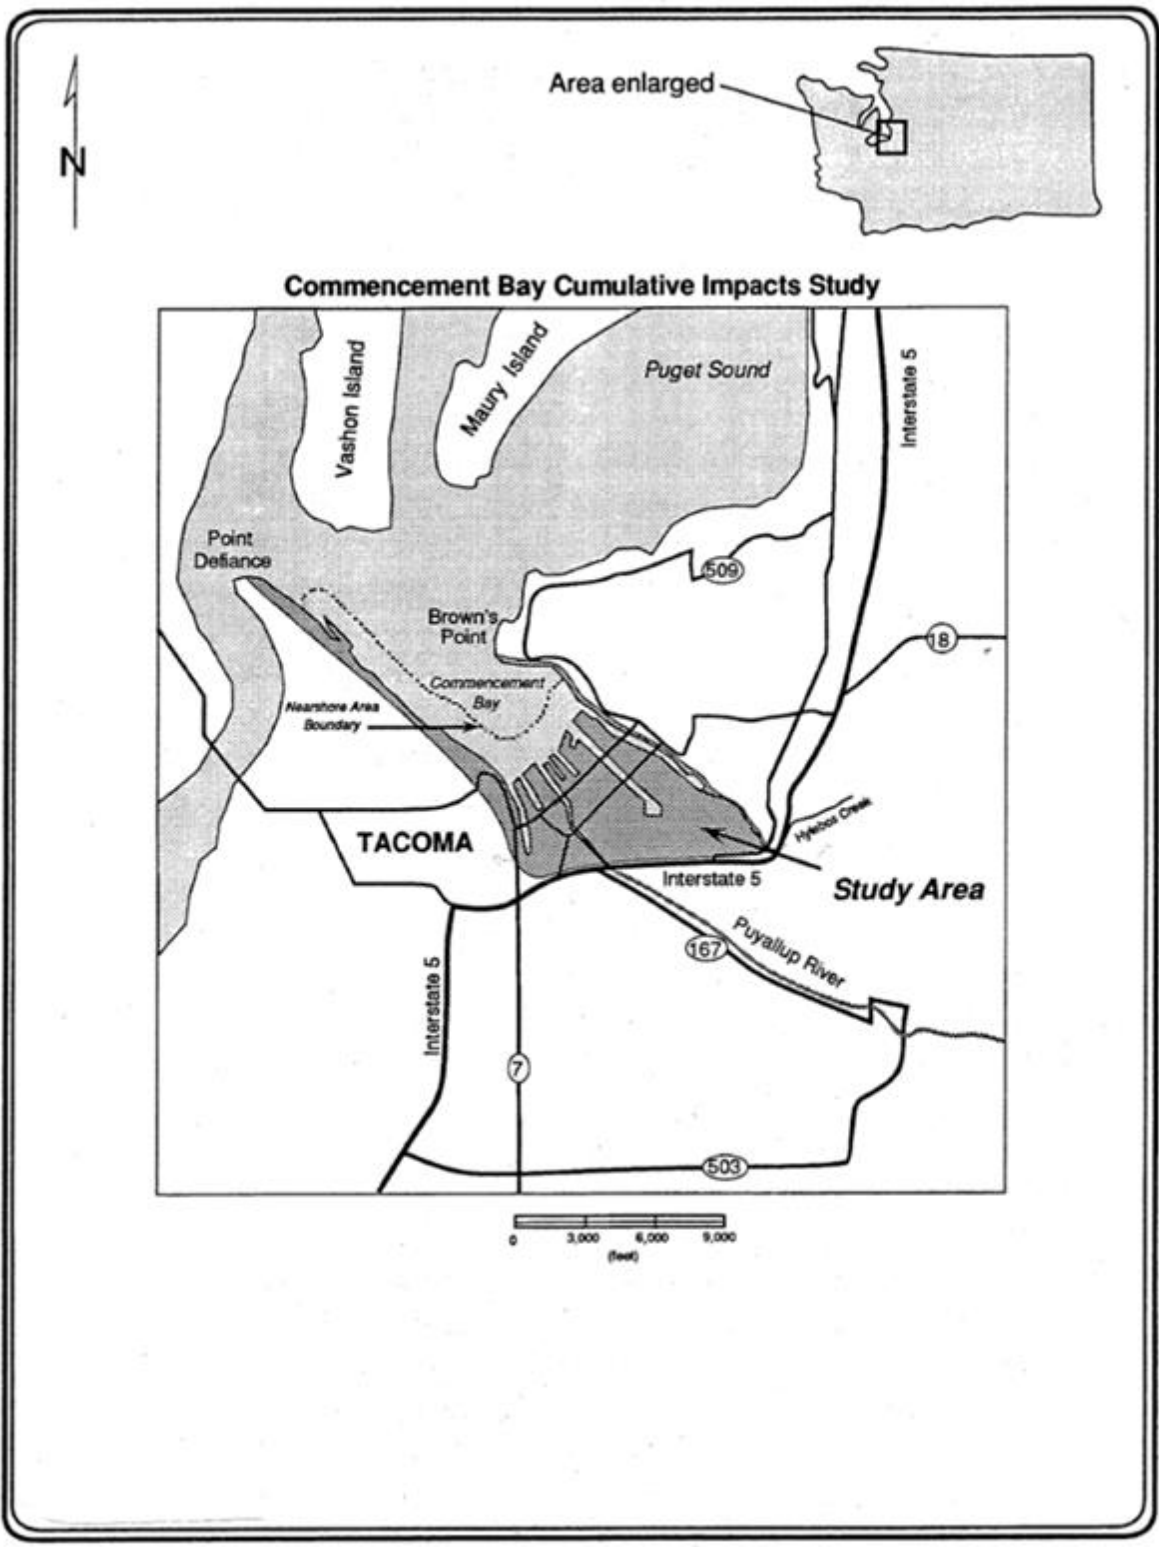 Area enlarged
N
Commencement Bay Cumulative Impacts Study
Vashon Island
Maury Island
Puget Sound
Interstate 5
Point
Defiance
509
Brown's
Point
18
Commencement
Bay
Nearshore Area
Boundary
TACOMA
Hylebos Creek
Interstate 5
Study Area
167
Puyallup River
Interstate 5
7
503
0 3,000 6,000 9,000
(feet)